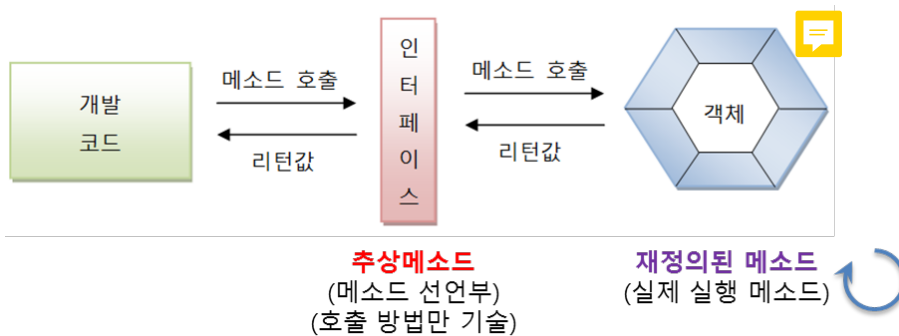 개발
코드
메소드 호출
리턴값
인
터
페
이
스
메소드 호출
리턴값
객체
추상메소드
(메소드 선언부)
(호출 방법만 기술)
재정의된 메소드
(실제 실행 메소드)